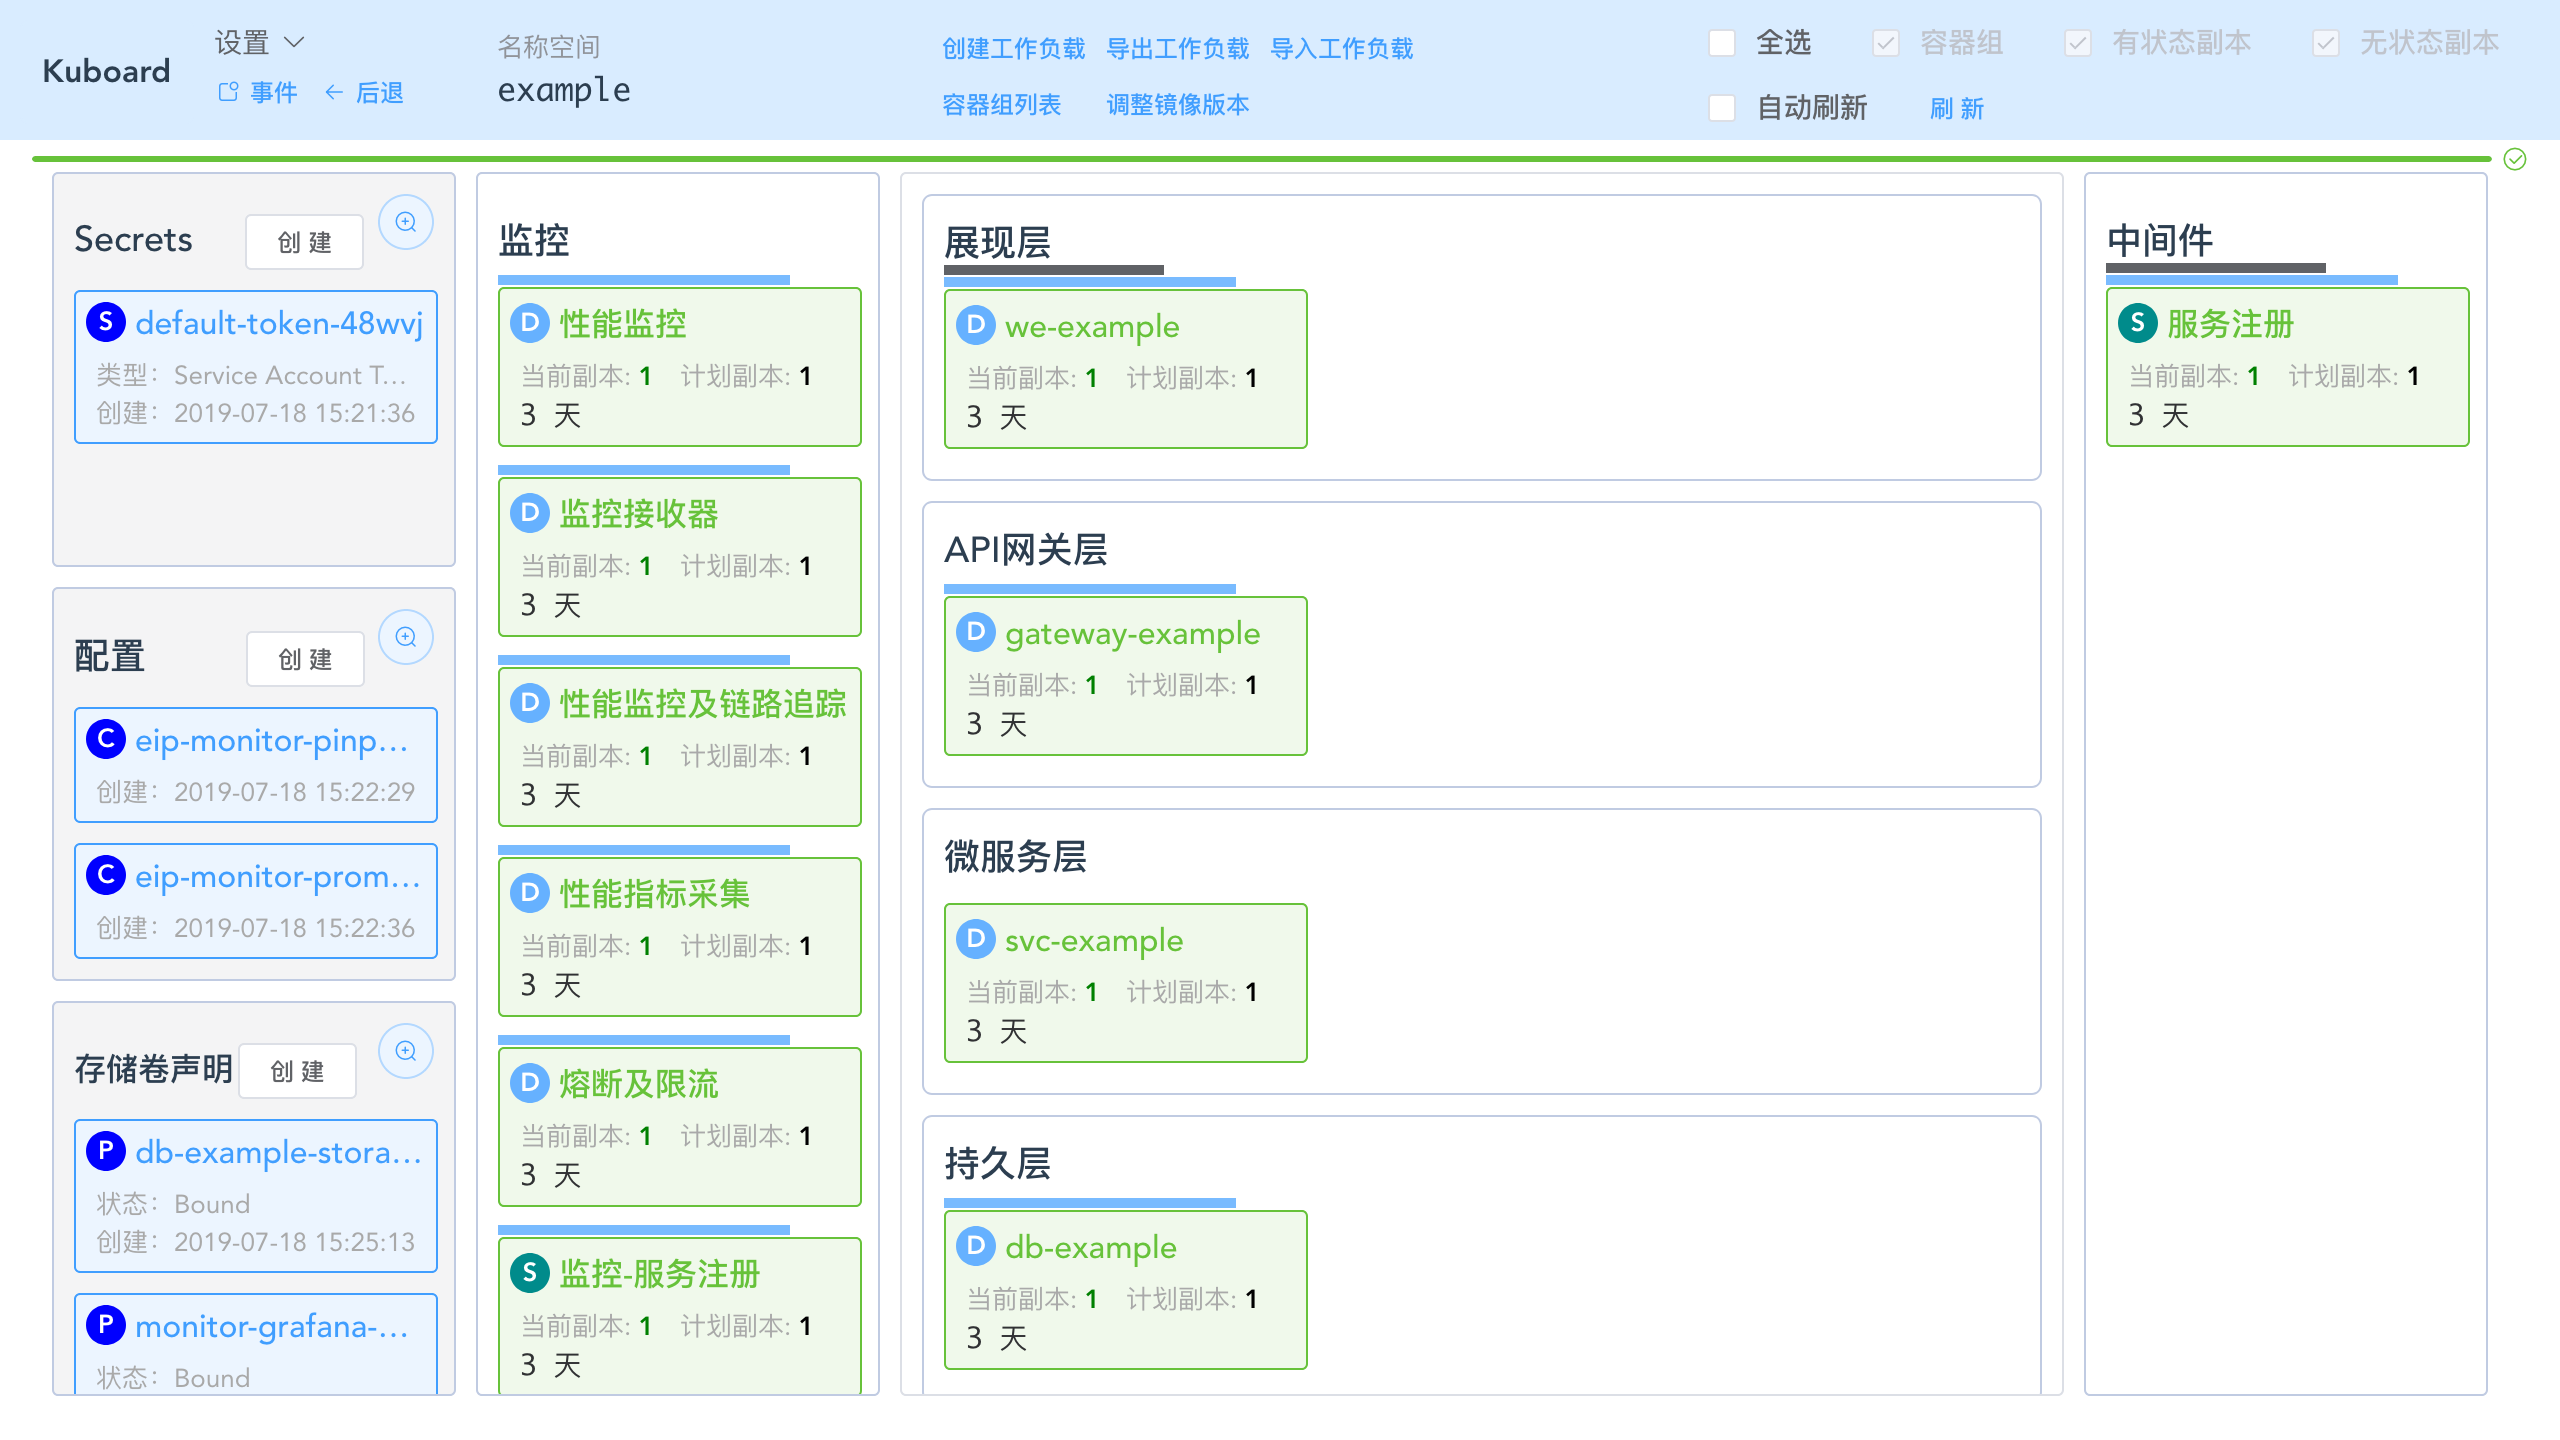 Kuboard
设置
事件 后退
名称空间
example
创建工作负载 导出工作负载 导入工作负载
容器组列表 调整镜像版本
全选 容器组 有状态副本 无状态副本
自动刷新 刷 新
Secrets 创 建
S default-token-48wvj
类型：Service Account T...
创建：2019-07-18 15:21:36
配置 创 建
C eip-monitor-pinp...
创建：2019-07-18 15:22:29
C eip-monitor-prom...
创建：2019-07-18 15:22:36
存储卷声明 创 建
P db-example-stora...
状态：Bound
创建：2019-07-18 15:25:13
P monitor-grafana-...
状态：Bound
监控
D 性能监控
当前副本: 1 计划副本: 1
3 天
D 监控接收器
当前副本: 1 计划副本: 1
3 天
D 性能监控及链路追踪
当前副本: 1 计划副本: 1
3 天
D 性能指标采集
当前副本: 1 计划副本: 1
3 天
D 熔断及限流
当前副本: 1 计划副本: 1
3 天
S 监控-服务注册
当前副本: 1 计划副本: 1
3 天
展现层
D we-example
当前副本: 1 计划副本: 1
3 天
API网关层
D gateway-example
当前副本: 1 计划副本: 1
3 天
微服务层
D svc-example
当前副本: 1 计划副本: 1
3 天
持久层
D db-example
当前副本: 1 计划副本: 1
3 天
中间件
S 服务注册
当前副本: 1 计划副本: 1
3 天